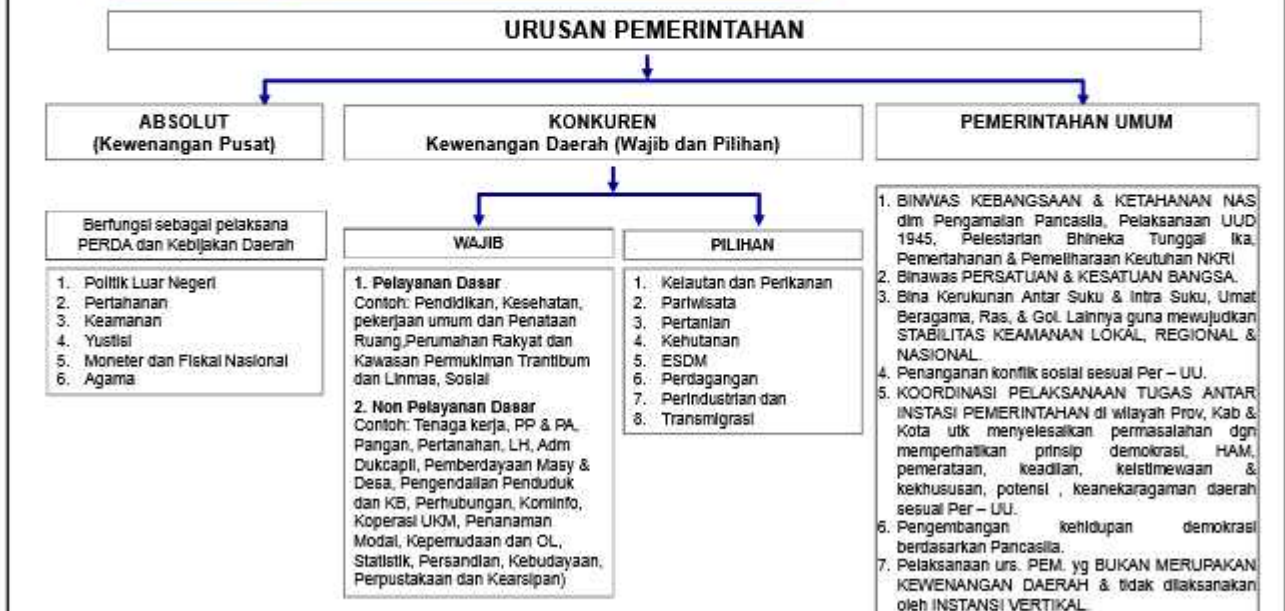 URUSAN PEMERINTAHAN
ABSOLUT
(Kewenangan Pusat)
KONKUREN
Kewenangan Daerah (Wajib dan Pilihan)
PEMERINTAHAN UMUM
Berfungsi sebagai pelaksana
PERDA dan Kebijakan Daerah
1. Politik Luar Negeri
2. Pertahanan
3. Keamanan
4. Yustisi
5. Moneter dan Fiskal Nasional
6. Agama
WAJIB
1. Pelayanan Dasar
Contoh: Pendidikan, Kesehatan,
pekerjaan umum dan Penataan
Ruang,Perumahan Rakyat dan
Kawasan Permukiman Trantibum
dan Linmas, Sosial
2. Non Pelayanan Dasar
Contoh: Tenaga kerja, PP & PA,
Pangan, Pertanahan, LH, Adm
Dukcapil, Pemberdayaan Masy &
Desa, Pengendalian Penduduk
dan KB, Perhubungan, Kominfo,
Koperasi UKM, Penanaman
Modal, Kepemudaan dan OL,
Statistik, Persandian, Kebudayaan,
Perpustakaan dan Kearsipan)
PILIHAN
1. Kelautan dan Perikanan
2. Pariwisata
3. Pertanian
4. Kehutanan
5. ESDM
6. Perdagangan
7. Perindustrian dan
8. Transmigrasi
1. BINWAS KEBANGSAAN & KETAHANAN NAS
dlm Pengamalan Pancasila, Pelaksanaan UUD
1945, Pelestarian Bhineka Tunggal Ika,
Pemertahanan & Pemeliharaan Keutuhan NKRI
2. Binawas PERSATUAN & KESATUAN BANGSA.
3. Bina Kerukunan Antar Suku & Intra Suku, Umat
Beragama, Ras, & Gol. Lainnya guna mewujudkan
STABILITAS KEAMANAN LOKAL, REGIONAL &
NASIONAL.
4. Penanganan konflik sosial sesuai Per – UU.
5. KOORDINASI PELAKSANAAN TUGAS ANTAR
INSTASI PEMERINTAHAN di wilayah Prov, Kab &
Kota utk menyelesaikan permasalahan dgn
memperhatikan prinsip demokrasi, HAM,
pemerataan, keadilan, keistimewaan &
kekhususan, potensi , keanekaragaman daerah
sesuai Per – UU.
6. Pengembangan kehidupan demokrasi
berdasarkan Pancasila.
7. Pelaksanaan urs. PEM. yg BUKAN MERUPAKAN
KEWENANGAN DAERAH & tidak dilaksanakan
oleh INSTANSI VERTIKAL.